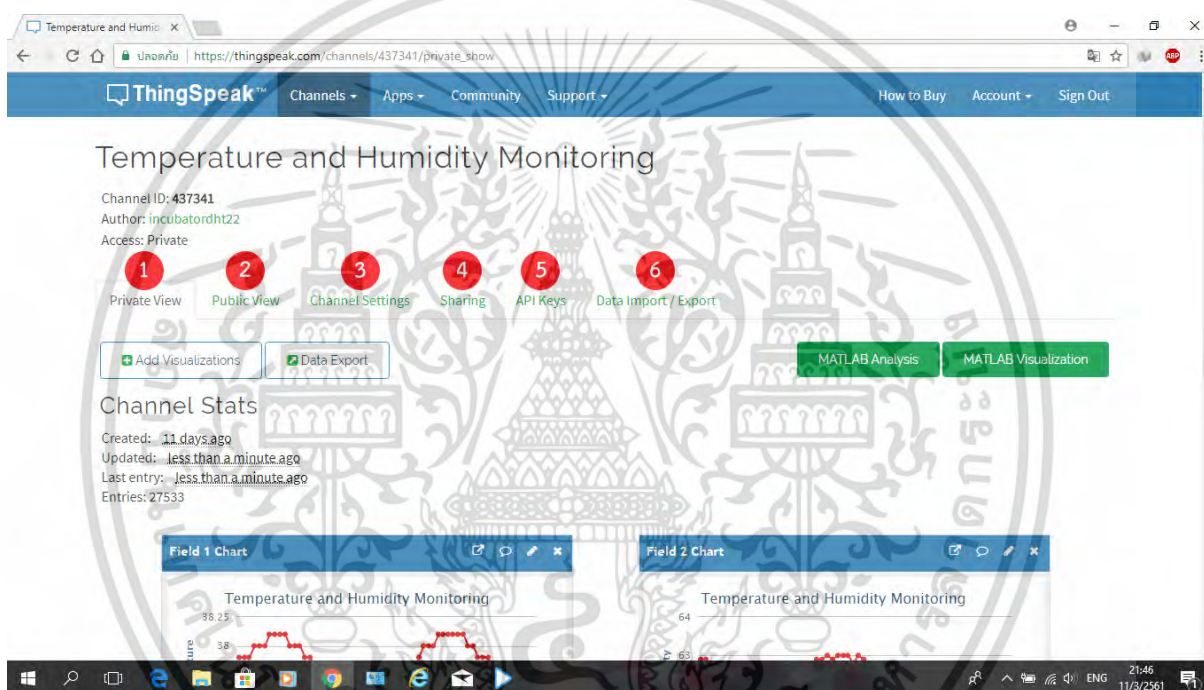 Temperature and Humid
ปลอดภัย https://thingspeak.com/channels/437341/private_show
ABP
ThingSpeak™ Channels Apps Community Support How to Buy Account Sign Out
Temperature and Humidity Monitoring
Channel ID: 437341
Author: incubatordht22
Access: Private
1 2 3 4 5 6
Private View Public View Channel Settings Sharing API Keys Data Import / Export
Add Visualizations Data Export MATLAB Analysis MATLAB Visualization
Channel Stats
Created: 11 days ago
Updated: less than a minute ago
Last entry: less than a minute ago
Entries: 27533
Field 1 Chart Field 2 Chart
Temperature and Humidity Monitoring Temperature and Humidity Monitoring
38.25 64
38 63
ENG 21:46
11/3/2561